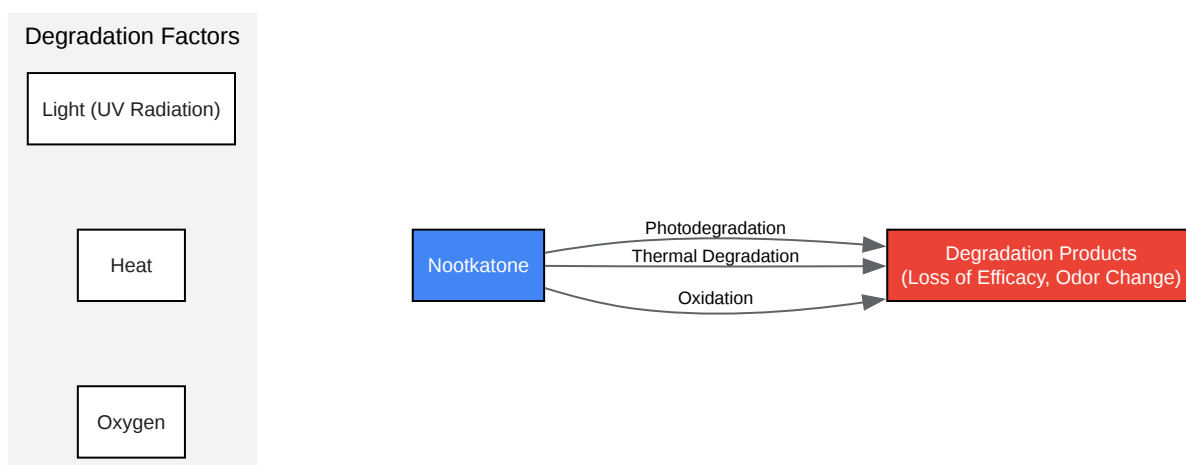 Degradation Factors
Light (UV Radiation)
Heat
Oxygen
Nootkatone
Photodegradation
Thermal Degradation
Oxidation
Degradation Products
(Loss of Efficacy, Odor Change)